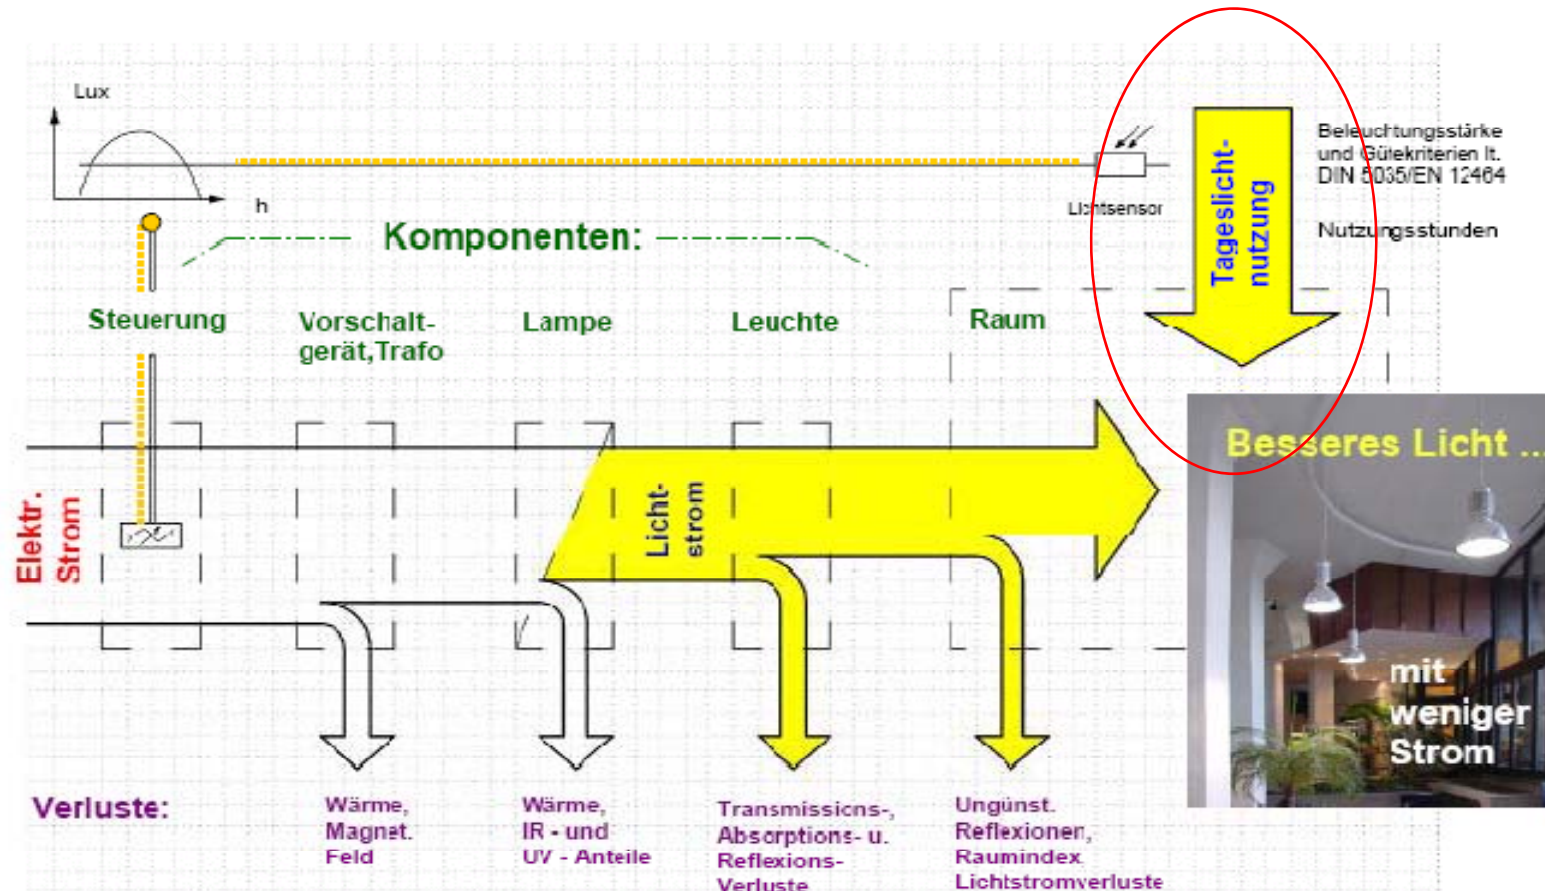 Lux
h
Beleuchtungsstärke
und Gütekriterien lt.
DIN 5035/EN 12464
Lichtsensor
Nutzungsstunden
Tageslicht-
nutzung
Komponenten:
Steuerung
Vorschalt-
gerät,Trafo
Lampe
Leuchte
Raum
Besseres Licht ...
Elektr.
Strom
Licht-
strom
mit
weniger
Strom
Verluste:
Wärme,
Magnet.
Feld
Wärme,
IR - und
UV - Anteile
Transmissions-,
Absorptions- u.
Reflexions-
Verluste
Ungünst.
Reflexionen,
Raumindex
Lichtstromverluste